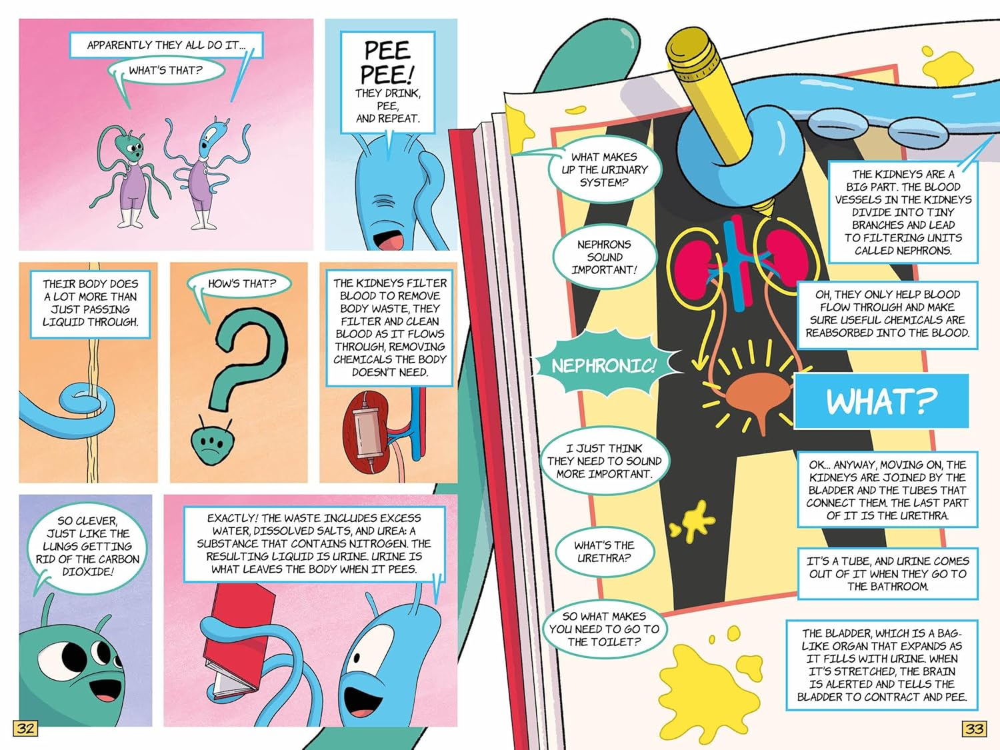 APPARENTLY THEY ALL DO IT...
WHAT'S THAT?
PEE
PEE!
THEY DRINK,
PEE,
AND REPEAT.
THEIR BODY DOES
A LOT MORE THAN
JUST PASSING
LIQUID THROUGH.
HOW'S THAT?
THE KIDNEYS FILTER
BLOOD TO REMOVE
BODY WASTE, THEY
FILTER AND CLEAN
BLOOD AS IT FLOWS
THROUGH, REMOVING
CHEMICALS THE BODY
DOESN'T NEED.
SO CLEVER,
JUST LIKE THE
LUNGS GETTING
RID OF THE CARBON
DIOXIDE!
EXACTLY! THE WASTE INCLUDES EXCESS
WATER, DISSOLVED SALTS, AND UREA: A
SUBSTANCE THAT CONTAINS NITROGEN. THE
RESULTING LIQUID IS URINE. URINE IS
WHAT LEAVES THE BODY WHEN IT PEES.
32
WHAT MAKES
UP THE URINARY
SYSTEM?
THE KIDNEYS ARE A
BIG PART. THE BLOOD
VESSELS IN THE KIDNEYS
DIVIDE INTO TINY
BRANCHES AND LEAD
TO FILTERING UNITS
CALLED NEPHRONS.
NEPHRONS
SOUND
IMPORTANT!
OH, THEY ONLY HELP BLOOD
FLOW THROUGH AND MAKE
SURE USEFUL CHEMICALS ARE
REABSORBED INTO THE BLOOD.
NEPHRONIC!
WHAT?
I JUST THINK
THEY NEED TO SOUND
MORE IMPORTANT.
OK... ANYWAY, MOVING ON, THE
KIDNEYS ARE JOINED BY THE
BLADDER AND THE TUBES THAT
CONNECT THEM. THE LAST PART
OF IT IS THE URETHRA.
WHAT'S THE
URETHRA?
IT'S A TUBE, AND URINE COMES
OUT OF IT WHEN THEY GO TO
THE BATHROOM.
SO WHAT MAKES
YOU NEED TO GO TO
THE TOILET?
THE BLADDER, WHICH IS A BAG-
LIKE ORGAN THAT EXPANDS AS
IT FILLS WITH URINE. WHEN
IT'S STRETCHED, THE BRAIN
IS ALERTED AND TELLS THE
BLADDER TO CONTRACT AND PEE.
33